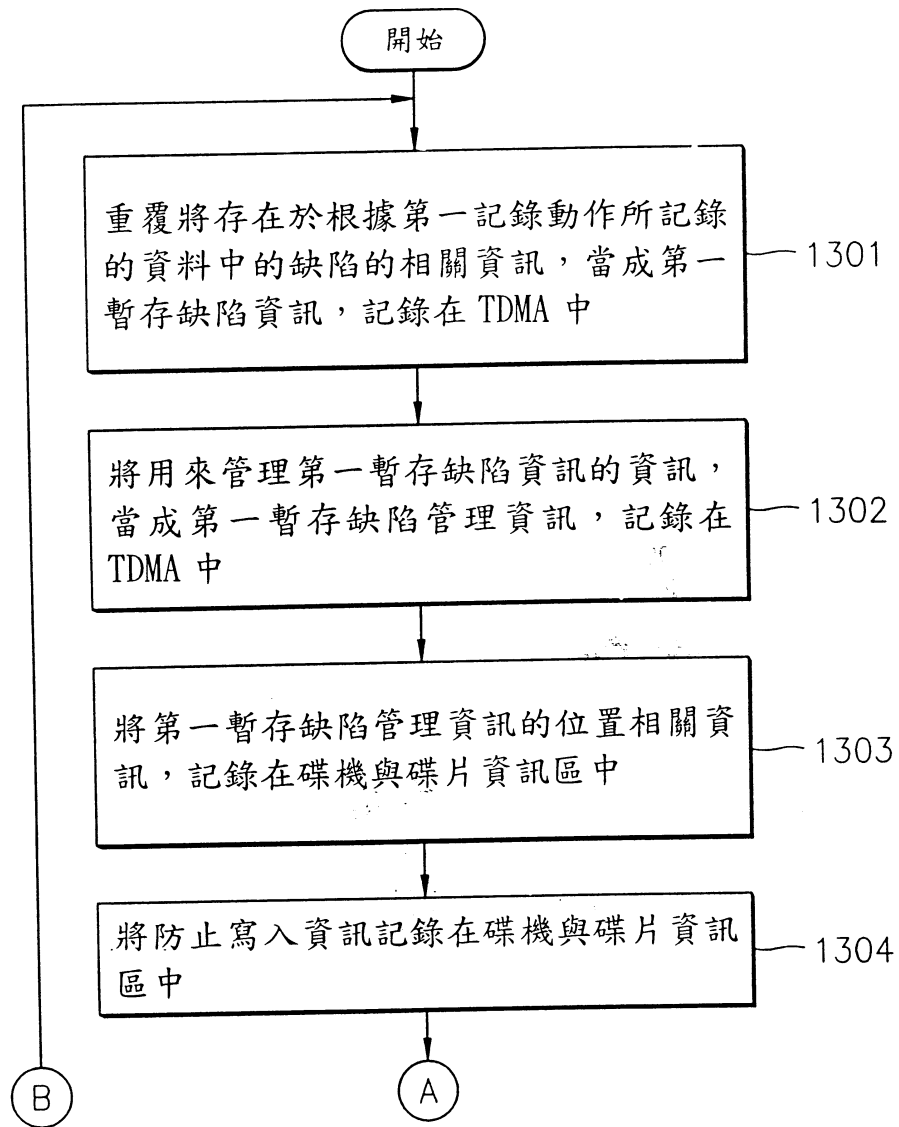 開始
重覆將存在於根據第一記錄動作所記錄
的資料中的缺陷的相關資訊，當成第一
暫存缺陷資訊，記錄在 TDMA 中
1301
將用來管理第一暫存缺陷資訊的資訊，
當成第一暫存缺陷管理資訊，記錄在
TDMA 中
1302
將第一暫存缺陷管理資訊的位置相關資
訊，記錄在碟機與碟片資訊區中
1303
將防止寫入資訊記錄在碟機與碟片資訊
區中
1304
B
A